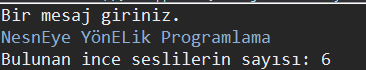 Bir mesaj giriniz.
NesnEye YönELik Programlama
Bulunan ince seslilerin sayısı: 6